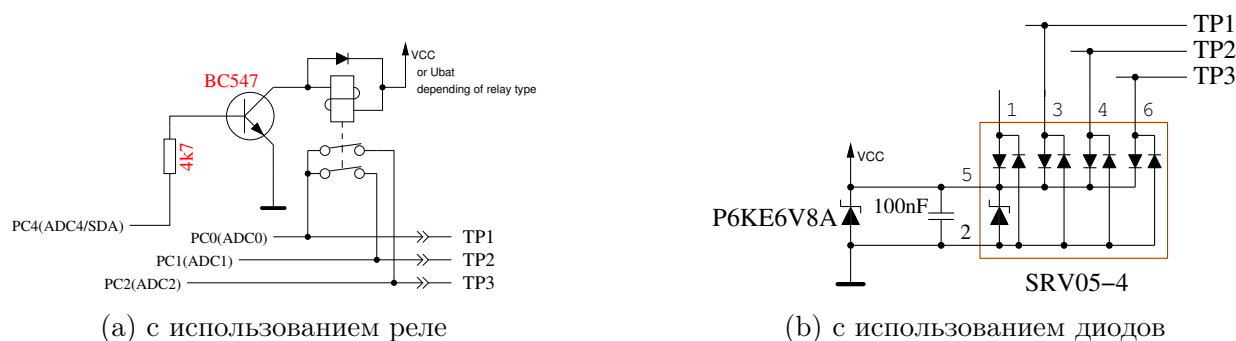 BC547
4k7
VCC
or Ubat
depending of relay type
PC4(ADC4/SDA)
PC0(ADC0)
TP1
PC1(ADC1)
TP2
PC2(ADC2)
TP3
(a) с использованием реле
TP1
TP2
TP3
1 3 4 6
VCC
5
P6KE6V8A
100nF
2
SRV05−4
(b) с использованием диодов